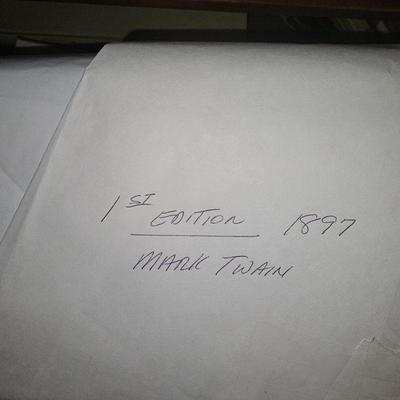 1ST EDITION 1897
MARK TWAIN